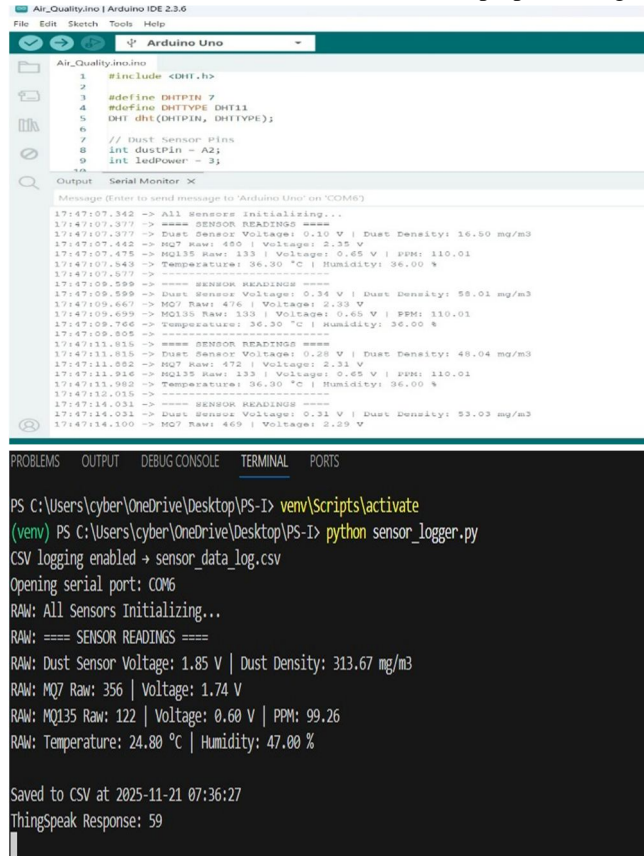 Air_Quality.ino | Arduino IDE 2.3.6
File Edit Sketch Tools Help
Arduino Uno
Air_Quality.ino.ino
1 #include <DHT.h>
2
3 #define DHTPIN 7
4 #define DHTTYPE DHT11
5 DHT dht(DHTPIN, DHTTYPE);
6
7 // Dust Sensor Pins
8 int dustPin = A2;
9 int ledPower = 3;
10
Output Serial Monitor ×
Message (Enter to send message to 'Arduino Uno' on 'COM6')
17:47:07.342 -> All Sensors Initializing...
17:47:07.377 -> ==== SENSOR READINGS ====
17:47:07.377 -> Dust Sensor Voltage: 0.10 V | Dust Density: 16.50 mg/m3
17:47:07.442 -> MQ7 Raw: 480 | Voltage: 2.35 V
17:47:07.475 -> MQ135 Raw: 133 | Voltage: 0.65 V | PPM: 110.01
17:47:07.543 -> Temperature: 36.30 °C | Humidity: 36.00 %
17:47:07.577 -> -------------------------
17:47:09.599 -> ==== SENSOR READINGS ====
17:47:09.599 -> Dust Sensor Voltage: 0.34 V | Dust Density: 58.01 mg/m3
17:47:09.667 -> MQ7 Raw: 476 | Voltage: 2.33 V
17:47:09.699 -> MQ135 Raw: 133 | Voltage: 0.65 V | PPM: 110.01
17:47:09.766 -> Temperature: 36.30 °C | Humidity: 36.00 %
17:47:09.805 -> -------------------------
17:47:11.815 -> ==== SENSOR READINGS ====
17:47:11.815 -> Dust Sensor Voltage: 0.28 V | Dust Density: 48.04 mg/m3
17:47:11.882 -> MQ7 Raw: 472 | Voltage: 2.31 V
17:47:11.916 -> MQ135 Raw: 133 | Voltage: 0.65 V | PPM: 110.01
17:47:11.982 -> Temperature: 36.30 °C | Humidity: 36.00 %
17:47:12.015 -> -------------------------
17:47:14.031 -> ==== SENSOR READINGS ====
17:47:14.031 -> Dust Sensor Voltage: 0.31 V | Dust Density: 53.03 mg/m3
17:47:14.100 -> MQ7 Raw: 469 | Voltage: 2.29 V
PROBLEMS OUTPUT DEBUG CONSOLE TERMINAL PORTS
PS C:\Users\cyber\OneDrive\Desktop\PS-I> venv\Scripts\activate
(venv) PS C:\Users\cyber\OneDrive\Desktop\PS-I> python sensor_logger.py
CSV logging enabled → sensor_data_log.csv
Opening serial port: COM6
RAW: All Sensors Initializing...
RAW: ==== SENSOR READINGS ====
RAW: Dust Sensor Voltage: 1.85 V | Dust Density: 313.67 mg/m3
RAW: MQ7 Raw: 356 | Voltage: 1.74 V
RAW: MQ135 Raw: 122 | Voltage: 0.60 V | PPM: 99.26
RAW: Temperature: 24.80 °C | Humidity: 47.00 %
Saved to CSV at 2025-11-21 07:36:27
ThingSpeak Response: 59